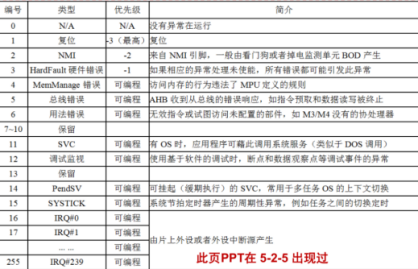 编号 类型 优先级 简介
0 N/A N/A 没有异常在运行
1 复位 -3（最高） 复位
2 NMI -2 来自 NMI 引脚，一般由看门狗或者掉电监测单元 BOD 产生
3 HardFault 硬件错误 -1 如果相应的异常处理未使能，所有错误都可能引发此异常
4 MemManage 错误 可编程 访问内存的行为违法了 MPU 定义的规则
5 总线错误 可编程 AHB 收到从总线的错误响应，如指令预取和数据读写被终止
6 用法错误 可编程 无效指令或试图访问未配置的部件，如 M3/M4 没有的协处理器
7~10 保留
11 SVC 可编程 有 OS 时，应用程序可藉此调用系统服务（类似于 DOS 调用）
12 调试监视 可编程 使用基于软件的调试时，断点和数据观察点等调试事件的异常
13 保留
14 PendSV 可编程 可挂起（缓期执行）的 SVC，常用于多任务 OS 的上下文切换
15 SYSTICK 可编程 系统节拍定时器产生的周期性异常，例如任务之间的切换定时
16 IRQ#0 可编程
17 IRQ#1 可编程
由片上外设或者外设中断源产生
... ... 可编程
255 IRQ#239 可编程
此页PPT在 5-2-5 出现过